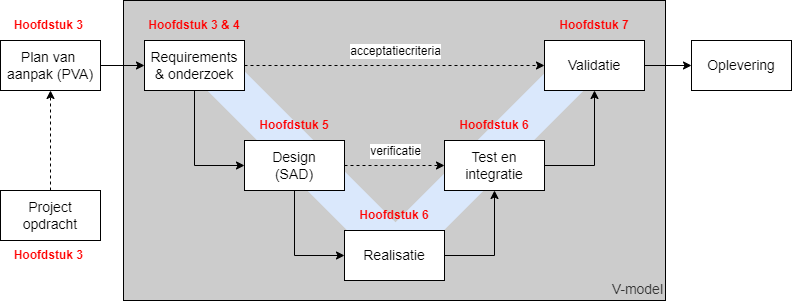 Hoofdstuk 3
Plan van
aanpak (PVA)
Project
opdracht
Hoofdstuk 3
Hoofdstuk 3 & 4
Requirements
& onderzoek
acceptatiecriteria
Hoofdstuk 7
Validatie
Oplevering
Hoofdstuk 5
Design
(SAD)
verificatie
Hoofdstuk 6
Test en
integratie
Hoofdstuk 6
Realisatie
V-model